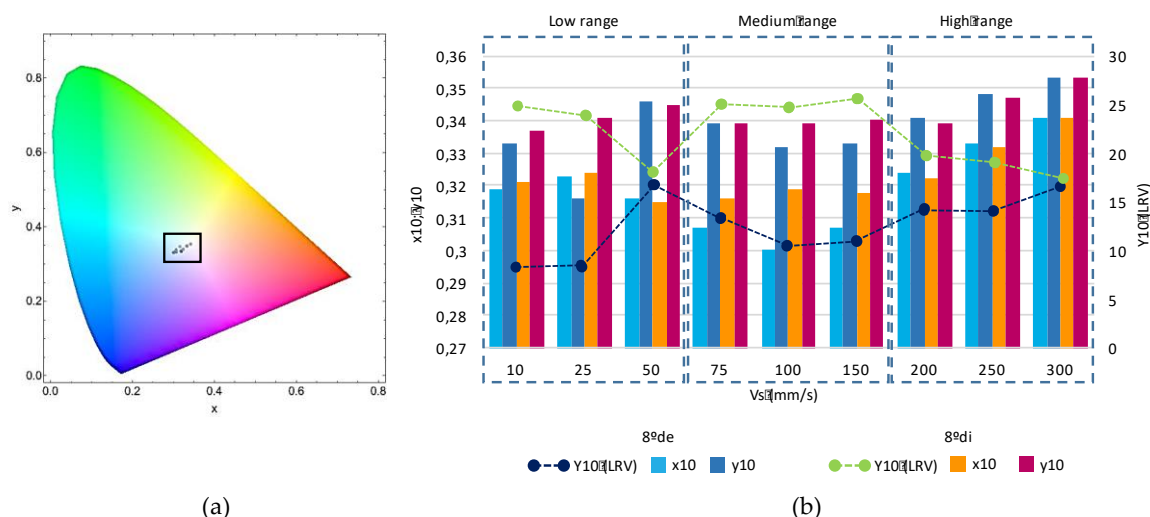 0.8
0.6
0.4
0.2
0.0
y
0.0 0.2 0.4 0.6 0.8
x
(a)
Low range Medium range High range
0,36
0,35
0,34
0,33
0,32
0,31
0,3
0,29
0,28
0,27
x10; y10
30
25
20
15
10
5
0
Y10 (LRV)
10 25 50 75 100 150 200 250 300
Vs (mm/s)
8ºde 8ºdi
Y10 (LRV) x10 y10 Y10 (LRV) x10 y10
(b)